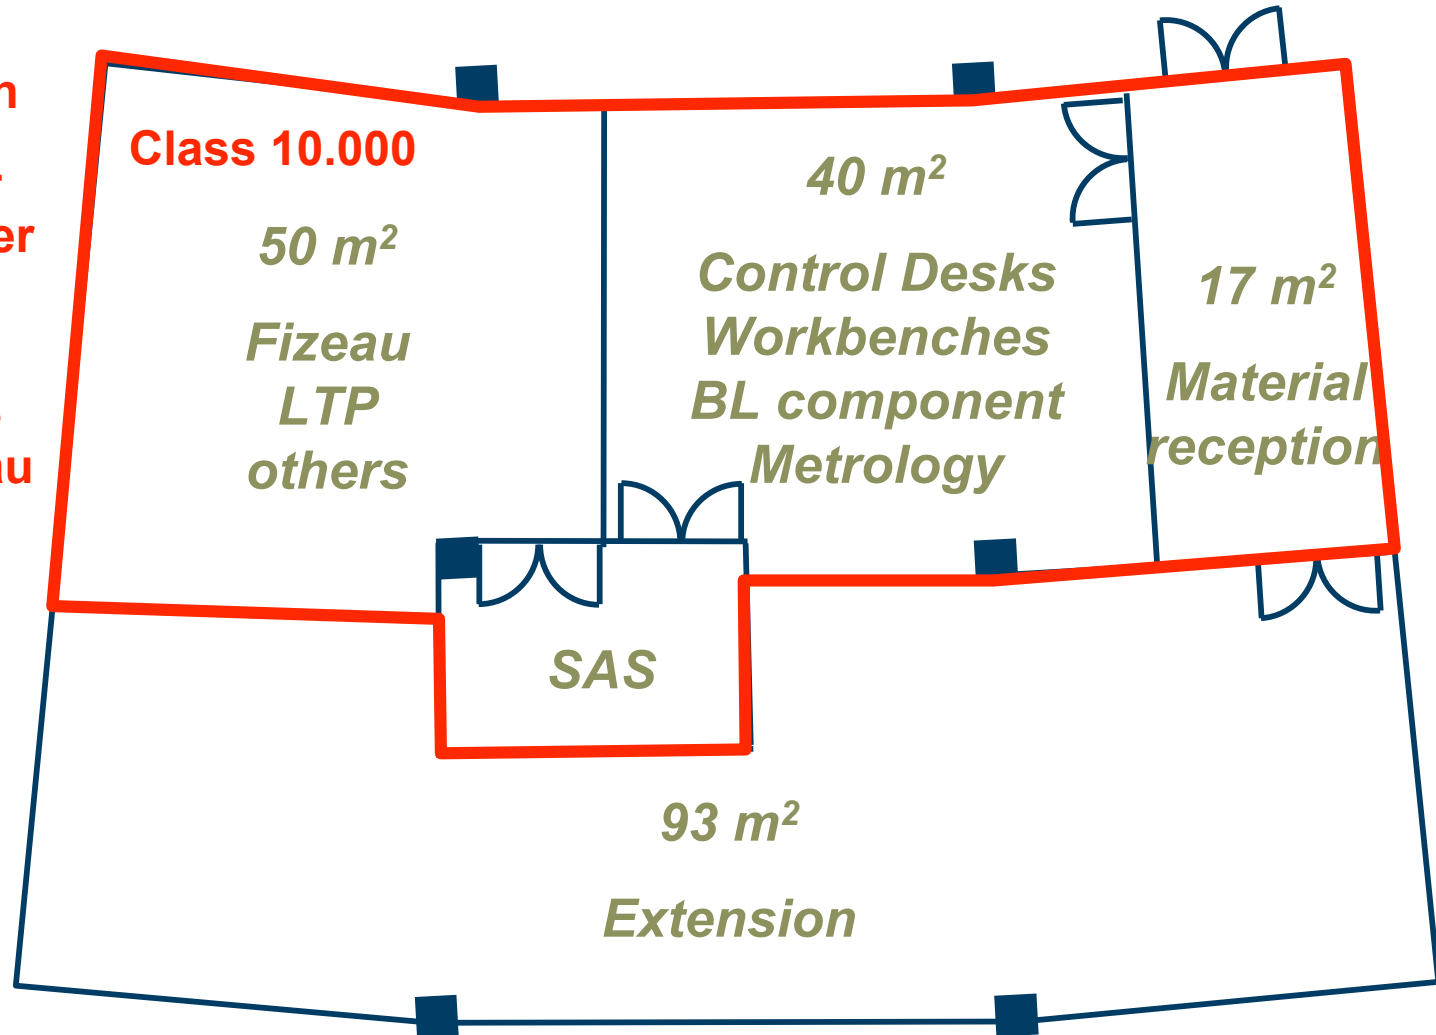 Class 10.000
50 m²
Fizeau
LTP
others
40 m²
Control Desks
Workbenches
BL component
Metrology
17 m²
Material
reception
SAS
93 m²
Extension